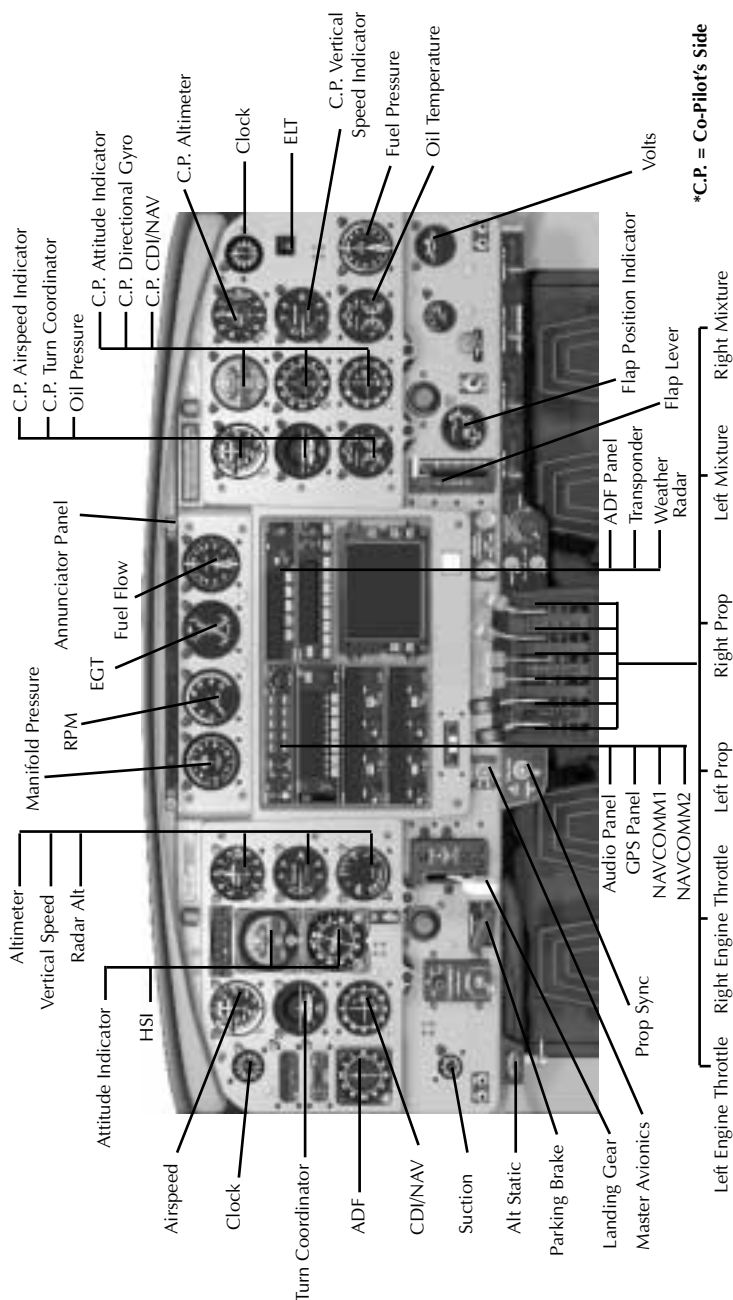 Altimeter
Vertical Speed
Radar Alt
Attitude Indicator
HSI
Airspeed
Clock
Turn Coordinator
ADF
CDI/NAV
Suction
Alt Static
Parking Brake
Landing Gear
Master Avionics
Prop Sync
Manifold Pressure
RPM
EGT
Fuel Flow
Annunciator Panel
C.P. Airspeed Indicator
C.P. Turn Coordinator
Oil Pressure
C.P. Attitude Indicator
C.P. Directional Gyro
C.P. CDI/NAV
C.P. Altimeter
Clock
ELT
C.P. Vertical
Speed Indicator
Fuel Pressure
Oil Temperature
Volts
Flap Position Indicator
Flap Lever
Audio Panel
GPS Panel
NAVCOMM1
NAVCOMM2
ADF Panel
Transponder
Weather
Radar
Left Engine Throttle
Right Engine Throttle
Left Prop
Right Prop
Left Mixture
Right Mixture
*C.P. = Co-Pilot's Side